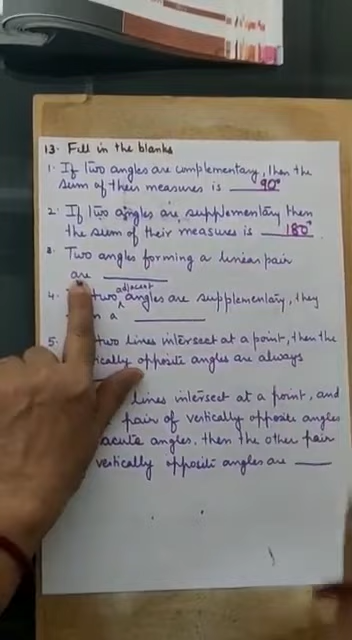 13. Fill in the blanks
1. If two angles are complementary, then the
sum of their measures is 90°
2. If two angles are supplementary then
the sum of their measures is 180°.
3. Two angles forming a linear pair
are
4. two adjacent angles are supplementary, they
a
5. two lines intersect at a point, then the
opposite angles are always
lines intersect at a point, and
pair of vertically opposite angles
acute angles, then the other pair
vertically opposite angles are